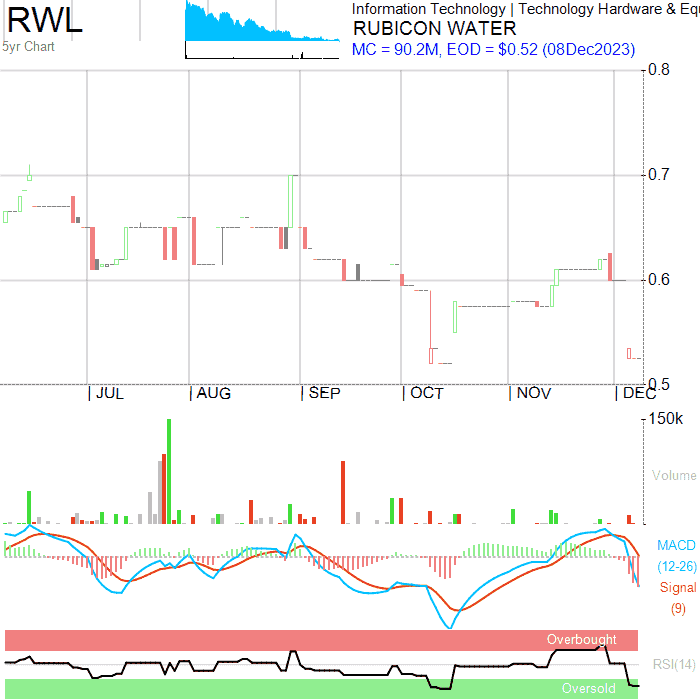 RWL
5yr Chart
Information Technology | Technology Hardware & Equ
RUBICON WATER
MC = 90.2M, EOD = $0.52 (08Dec2023)
0.8
0.7
0.6
0.5
JUL AUG SEP OCT NOV DEC
150k
Volume
MACD
(12-26)
Signal
(9)
Overbought
RSI(14)
Oversold